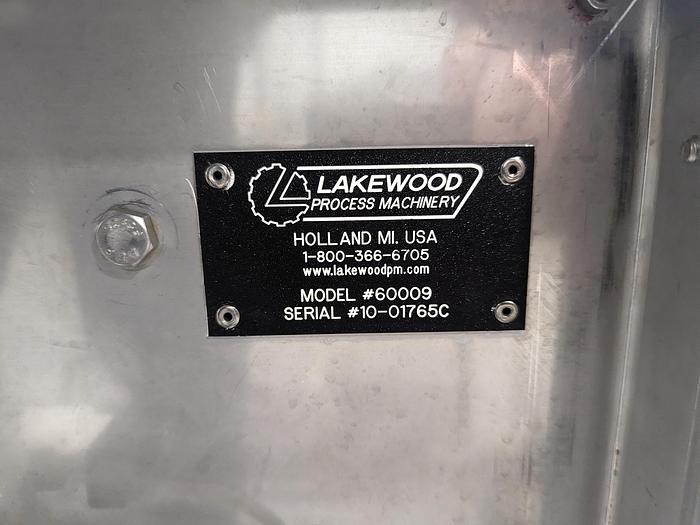 LAKEWOOD
PROCESS MACHINERY
HOLLAND MI. USA
1-800-366-6705
www.lakewoodpm.com
MODEL #60009
SERIAL #10-01765C